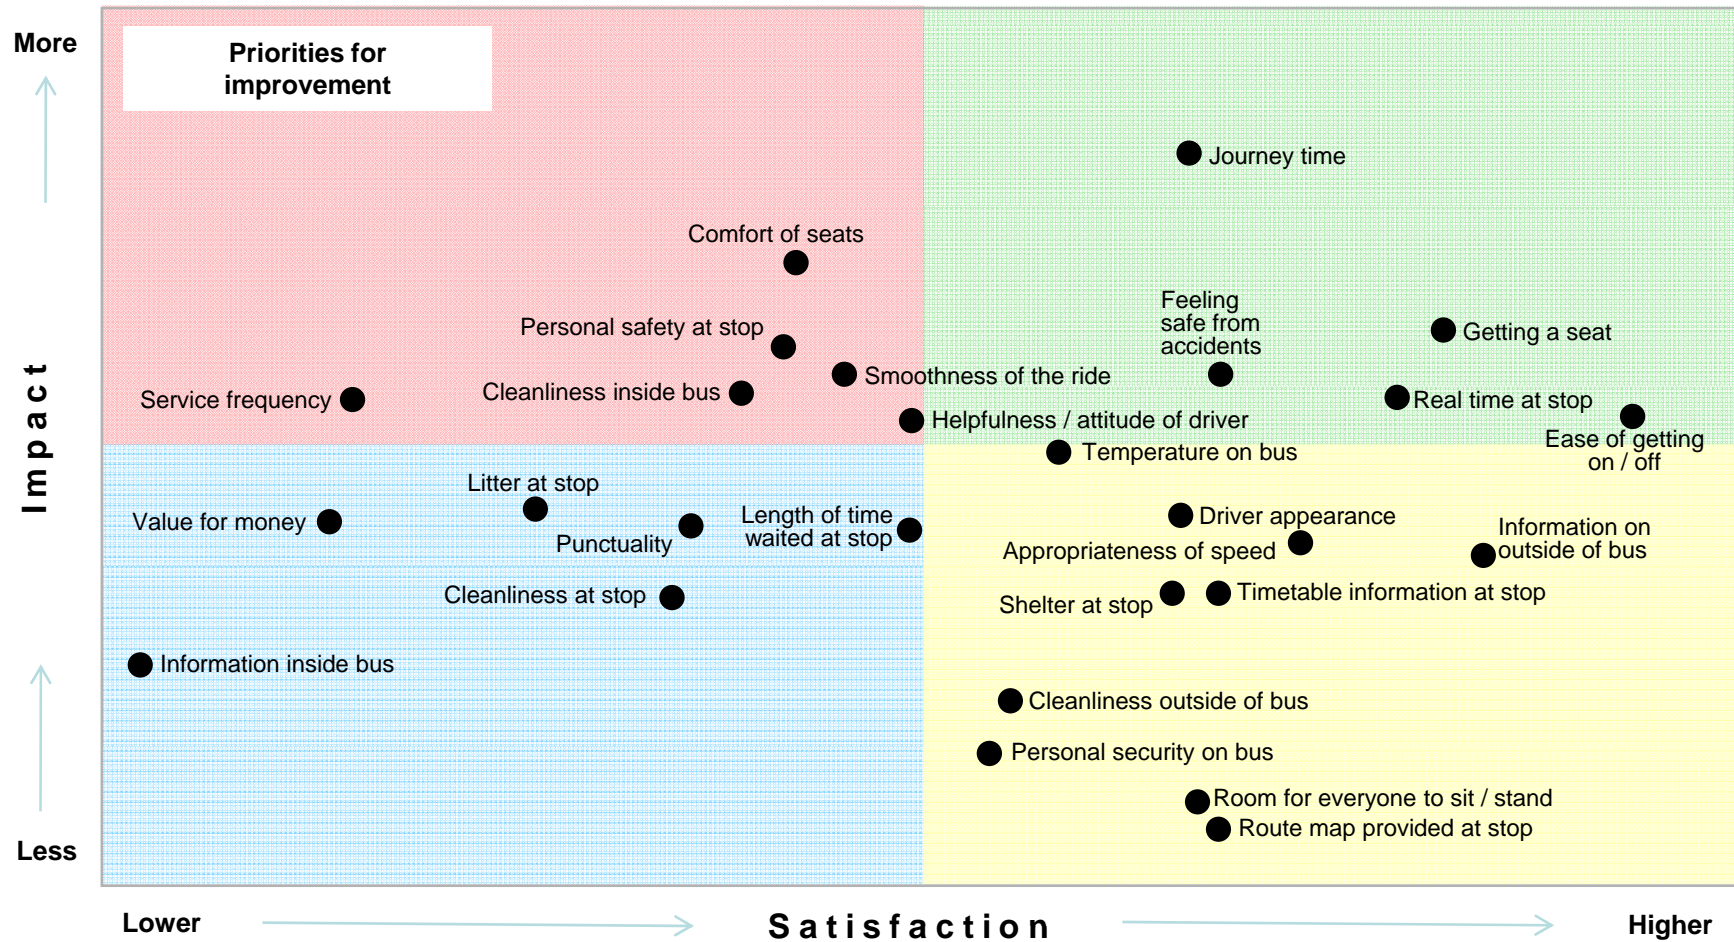 More
Priorities for
improvement
Journey time
Comfort of seats
Feeling
safe from
accidents
Personal safety at stop
Getting a seat
Smoothness of the ride
Cleanliness inside bus
Service frequency
Real time at stop
Helpfulness / attitude of driver
Ease of getting
on / off
Impact
Temperature on bus
Litter at stop
Value for money
Punctuality
Length of time
waited at stop
Driver appearance
Appropriateness of speed
Information on
outside of bus
Cleanliness at stop
Shelter at stop
Timetable information at stop
Information inside bus
Cleanliness outside of bus
Personal security on bus
Room for everyone to sit / stand
Route map provided at stop
Less
Lower
Satisfaction
Higher